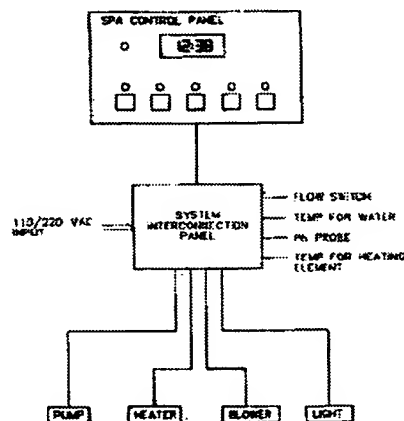 SPA CONTROL PANEL
12:38
110/220 VAC
INPUT
SYSTEM
INTERCONNECTION
PANEL
FLOW SWITCH
TEMP FOR WATER
Ph PROBE
TEMP FOR HEATING
ELEMENT
PUMP
HEATER
BLOWER
LIGHT